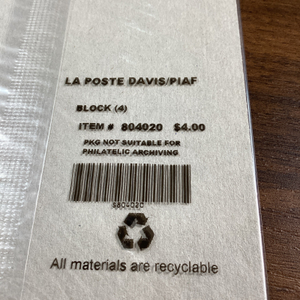 LA POSTE DAVIS/PIAF
BLOCK (4)
ITEM # 804020 $4.00
PKG NOT SUITABLE FOR
PHILATELIC ARCHIVING
All materials are recyclable